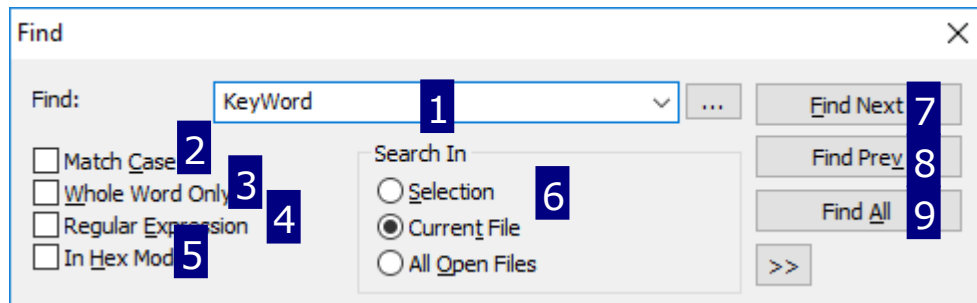 Find
Find: KeyWord 1 ... Find Next 7
Match Case 2
Whole Word Only 3
Regular Expression 4
In Hex Mod 5
Search In
Selection 6
Current File
All Open Files
Find Prev 8
Find All 9
>>